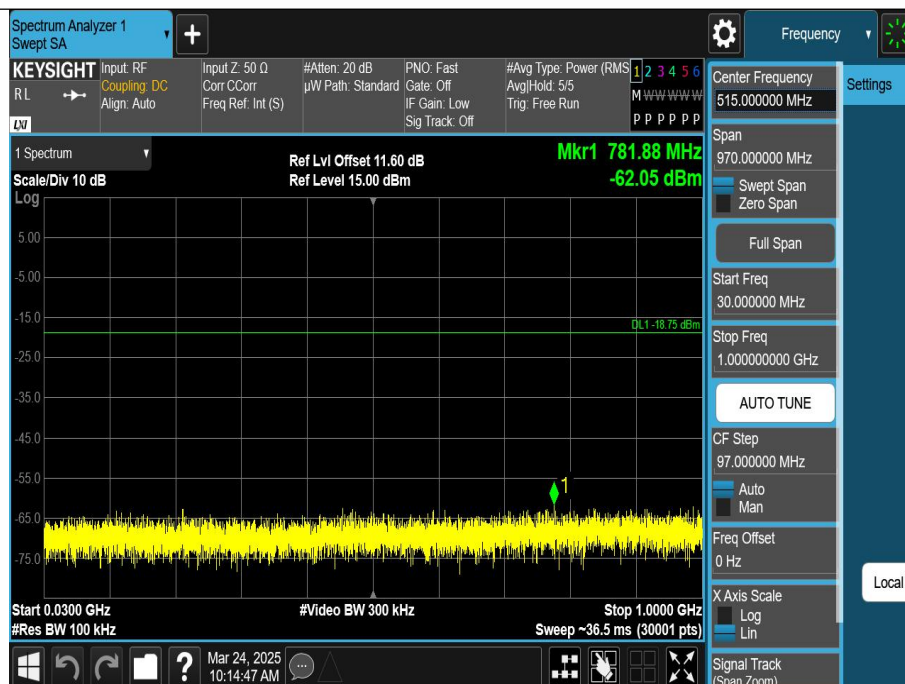 Spectrum Analyzer 1
Swept SA
+
Frequency
KEYSIGHT
RL
LXI
Input: RF
Coupling: DC
Align: Auto
Input Z: 50 Ω
Corr CCorr
Freq Ref: Int (S)
#Atten: 20 dB
µW Path: Standard
PNO: Fast
Gate: Off
IF Gain: Low
Sig Track: Off
#Avg Type: Power (RMS
Avg|Hold: 5/5
Trig: Free Run
1 2 3 4 5 6
M W W W W W
P P P P P P
1 Spectrum
Scale/Div 10 dB
Log
Ref Lvl Offset 11.60 dB
Ref Level 15.00 dBm
Mkr1 781.88 MHz
-62.05 dBm
5.00
-5.00
-15.0
-25.0
-35.0
-45.0
-55.0
-65.0
-75.0
DL1 -18.75 dBm
1
Start 0.0300 GHz
#Res BW 100 kHz
#Video BW 300 kHz
Stop 1.0000 GHz
Sweep ~36.5 ms (30001 pts)
Mar 24, 2025
10:14:47 AM
?
Center Frequency
515.000000 MHz
Span
970.000000 MHz
Swept Span
Zero Span
Full Span
Start Freq
30.000000 MHz
Stop Freq
1.000000000 GHz
AUTO TUNE
CF Step
97.000000 MHz
Auto
Man
Freq Offset
0 Hz
X Axis Scale
Log
Lin
Signal Track
(Span Zoom)
Settings
Local